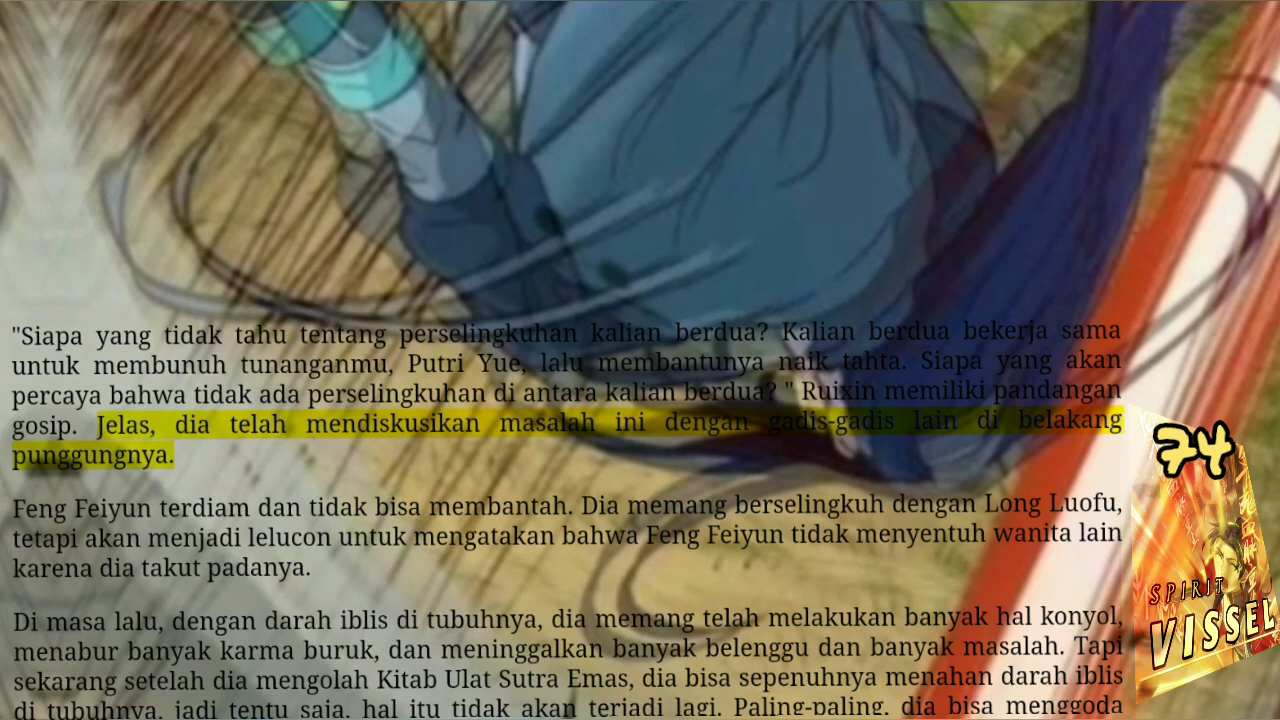 "Siapa yang tidak tahu tentang perselingkuhan kalian berdua? Kalian berdua bekerja sama
untuk membunuh tunanganmu, Putri Yue, lalu membantunya naik tahta. Siapa yang akan
percaya bahwa tidak ada perselingkuhan di antara kalian berdua? " Ruixin memiliki pandangan
gosip. Jelas, dia telah mendiskusikan masalah ini dengan gadis-gadis lain di belakang
punggungnya.
Feng Feiyun terdiam dan tidak bisa membantah. Dia memang berselingkuh dengan Long Luofu,
tetapi akan menjadi lelucon untuk mengatakan bahwa Feng Feiyun tidak menyentuh wanita lain
karena dia takut padanya.
Di masa lalu, dengan darah iblis di tubuhnya, dia memang telah melakukan banyak hal konyol,
menabur banyak karma buruk, dan meninggalkan banyak belenggu dan banyak masalah. Tapi
sekarang setelah dia mengolah Kitab Ulat Sutra Emas, dia bisa sepenuhnya menahan darah iblis
di tubuhnya, jadi tentu saja, hal itu tidak akan terjadi lagi. Paling-paling, dia bisa menggoda
74
SPIRIT
VISSEL